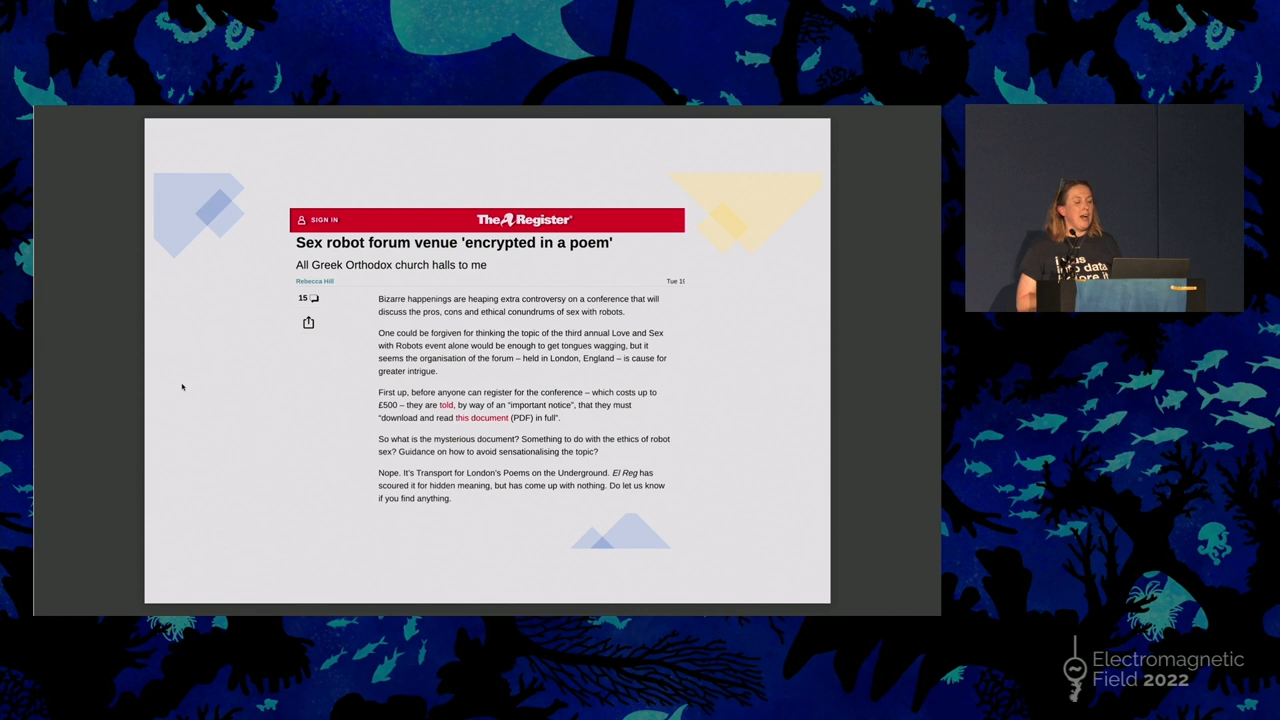 SIGN IN
The Register®
Sex robot forum venue 'encrypted in a poem'
All Greek Orthodox church halls to me
Rebecca Hill
Tue 10
15
Bizarre happenings are heaping extra controversy on a conference that will
discuss the pros, cons and ethical conundrums of sex with robots.
One could be forgiven for thinking the topic of the third annual Love and Sex
with Robots event alone would be enough to get tongues wagging, but it
seems the organisation of the forum – held in London, England – is cause for
greater intrigue.
First up, before anyone can register for the conference – which costs up to
£500 – they are told, by way of an "important notice", that they must
"download and read this document (PDF) in full".
So what is the mysterious document? Something to do with the ethics of robot
sex? Guidance on how to avoid sensationalising the topic?
Nope. It's Transport for London's Poems on the Underground. El Reg has
scoured it for hidden meaning, but has come up with nothing. Do let us know
if you find anything.
data
it
Electromagnetic
Field 2022